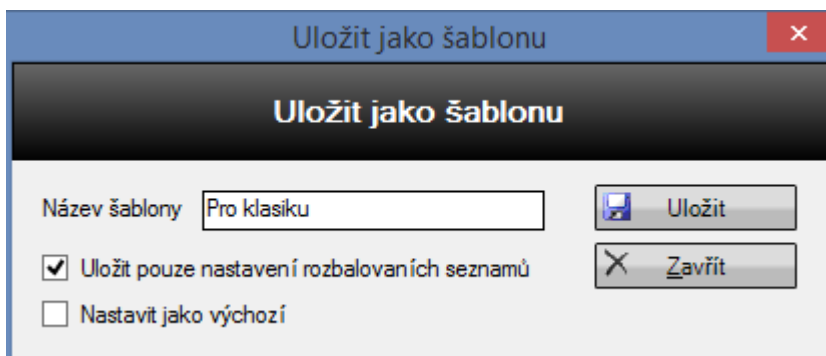 Uložit jako šablonu
Uložit jako šablonu
Název šablony Pro klasiku Uložit
Uložit pouze nastavení rozbalovaních seznamů Zavřít
Nastavit jako výchozí